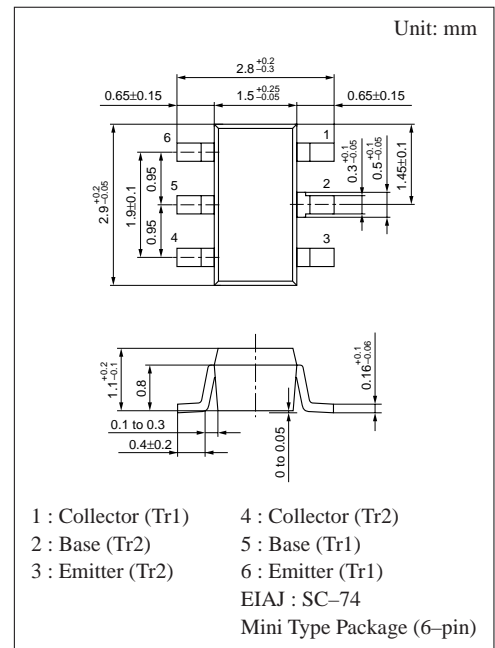 Unit: mm
2.8 +0.2 −0.3
0.65±0.15 1.5 +0.25 −0.05 0.65±0.15
6 1
5 2
4 3
2.9 +0.2 −0.05
1.9±0.1
0.95
0.95
0.3 +0.1 −0.05
0.5 +0.1 −0.05
1.45±0.1
1.1 +0.2 −0.1
0.8
0.16 +0.1 −0.06
0.1 to 0.3
0.4±0.2
0 to 0.05
1 : Collector (Tr1) 4 : Collector (Tr2)
2 : Base (Tr2) 5 : Base (Tr1)
3 : Emitter (Tr2) 6 : Emitter (Tr1)
EIAJ : SC–74
Mini Type Package (6–pin)